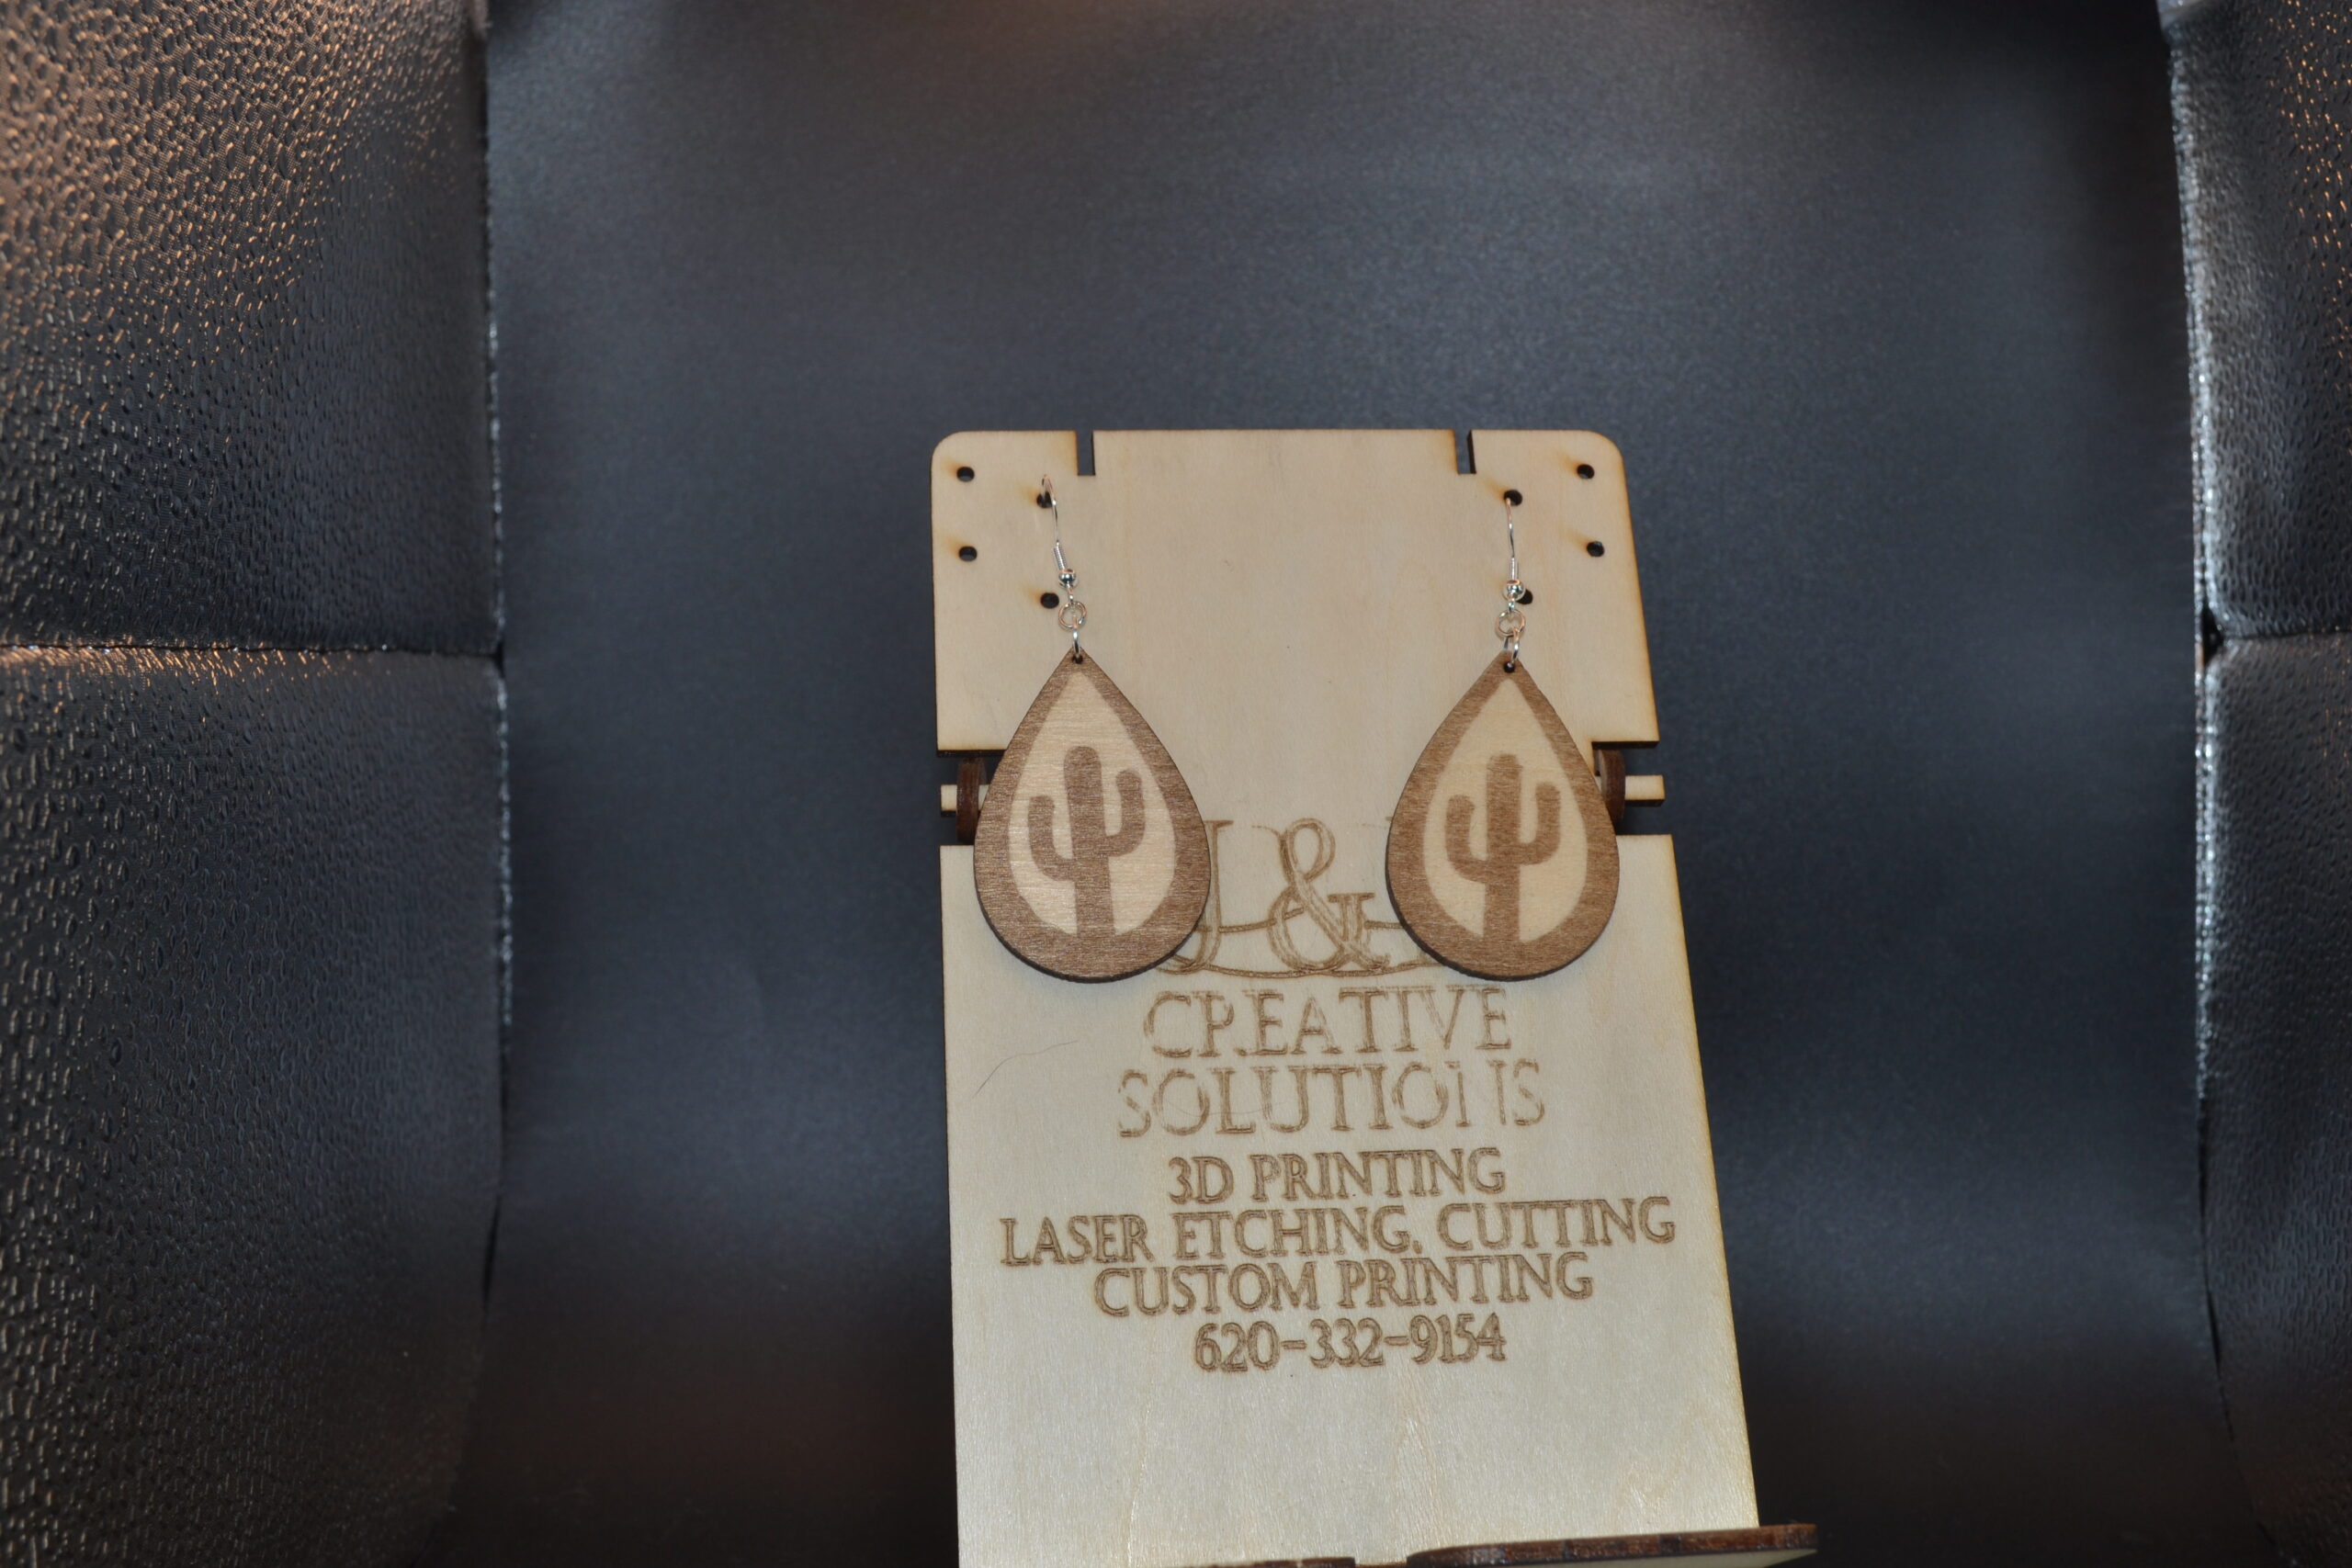 J &
CREATIVE
SOLUTIONS
3D PRINTING
LASER ETCHING, CUTTING
CUSTOM PRINTING
620-332-9154